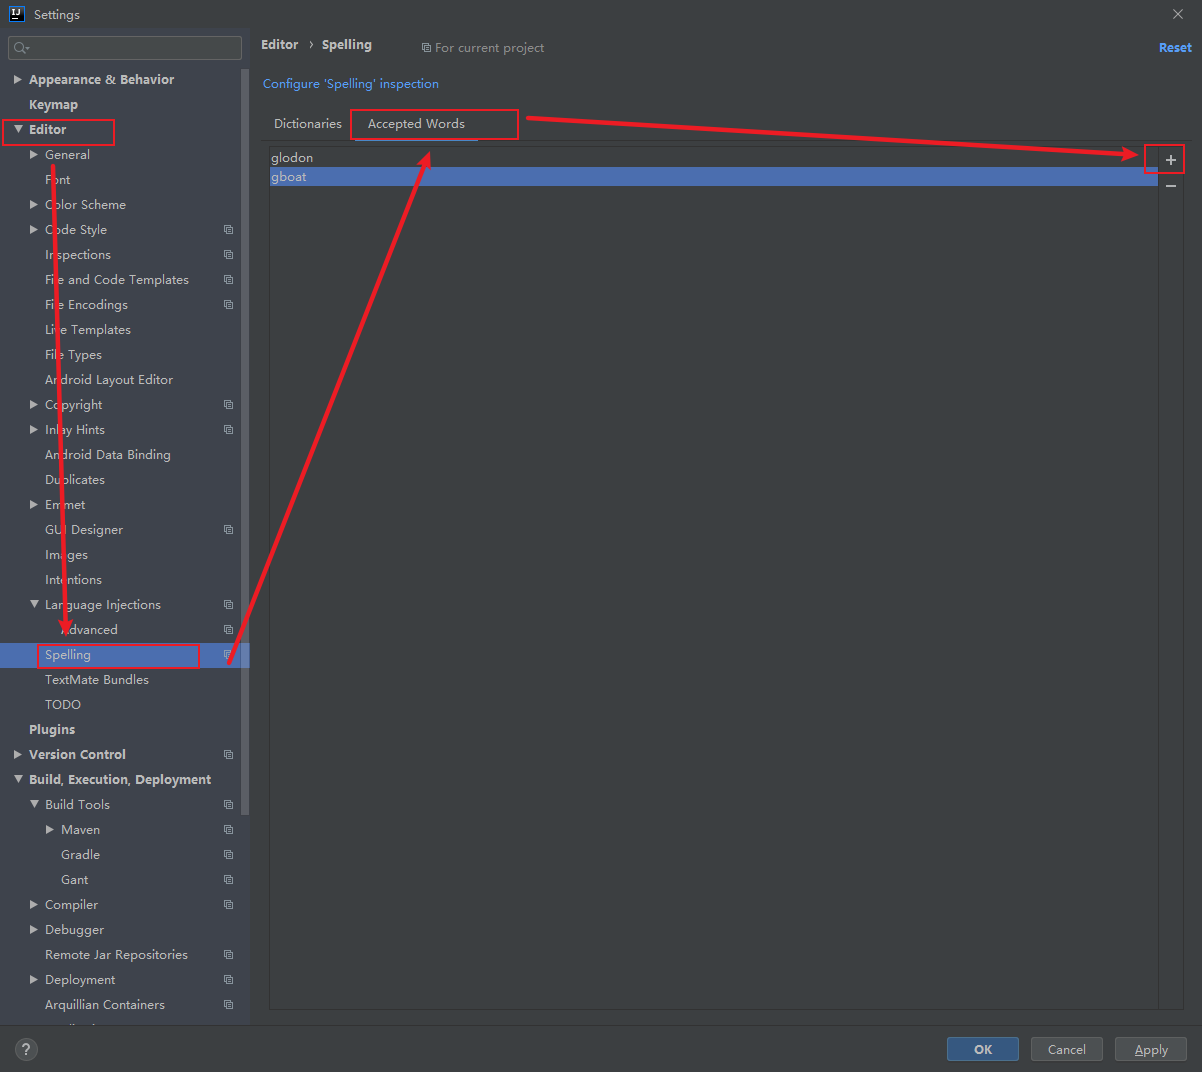 Settings
Appearance & Behavior
Keymap
Editor
General
Font
Color Scheme
Code Style
Inspections
File and Code Templates
File Encodings
Live Templates
File Types
Android Layout Editor
Copyright
Inlay Hints
Android Data Binding
Duplicates
Emmet
GUI Designer
Images
Intentions
Language Injections
Advanced
Spelling
TextMate Bundles
TODO
Plugins
Version Control
Build, Execution, Deployment
Build Tools
Maven
Gradle
Gant
Compiler
Debugger
Remote Jar Repositories
Deployment
Arquillian Containers
Editor › Spelling
For current project
Reset
Configure 'Spelling' inspection
Dictionaries
Accepted Words
glodon
gboat
?
OK
Cancel
Apply